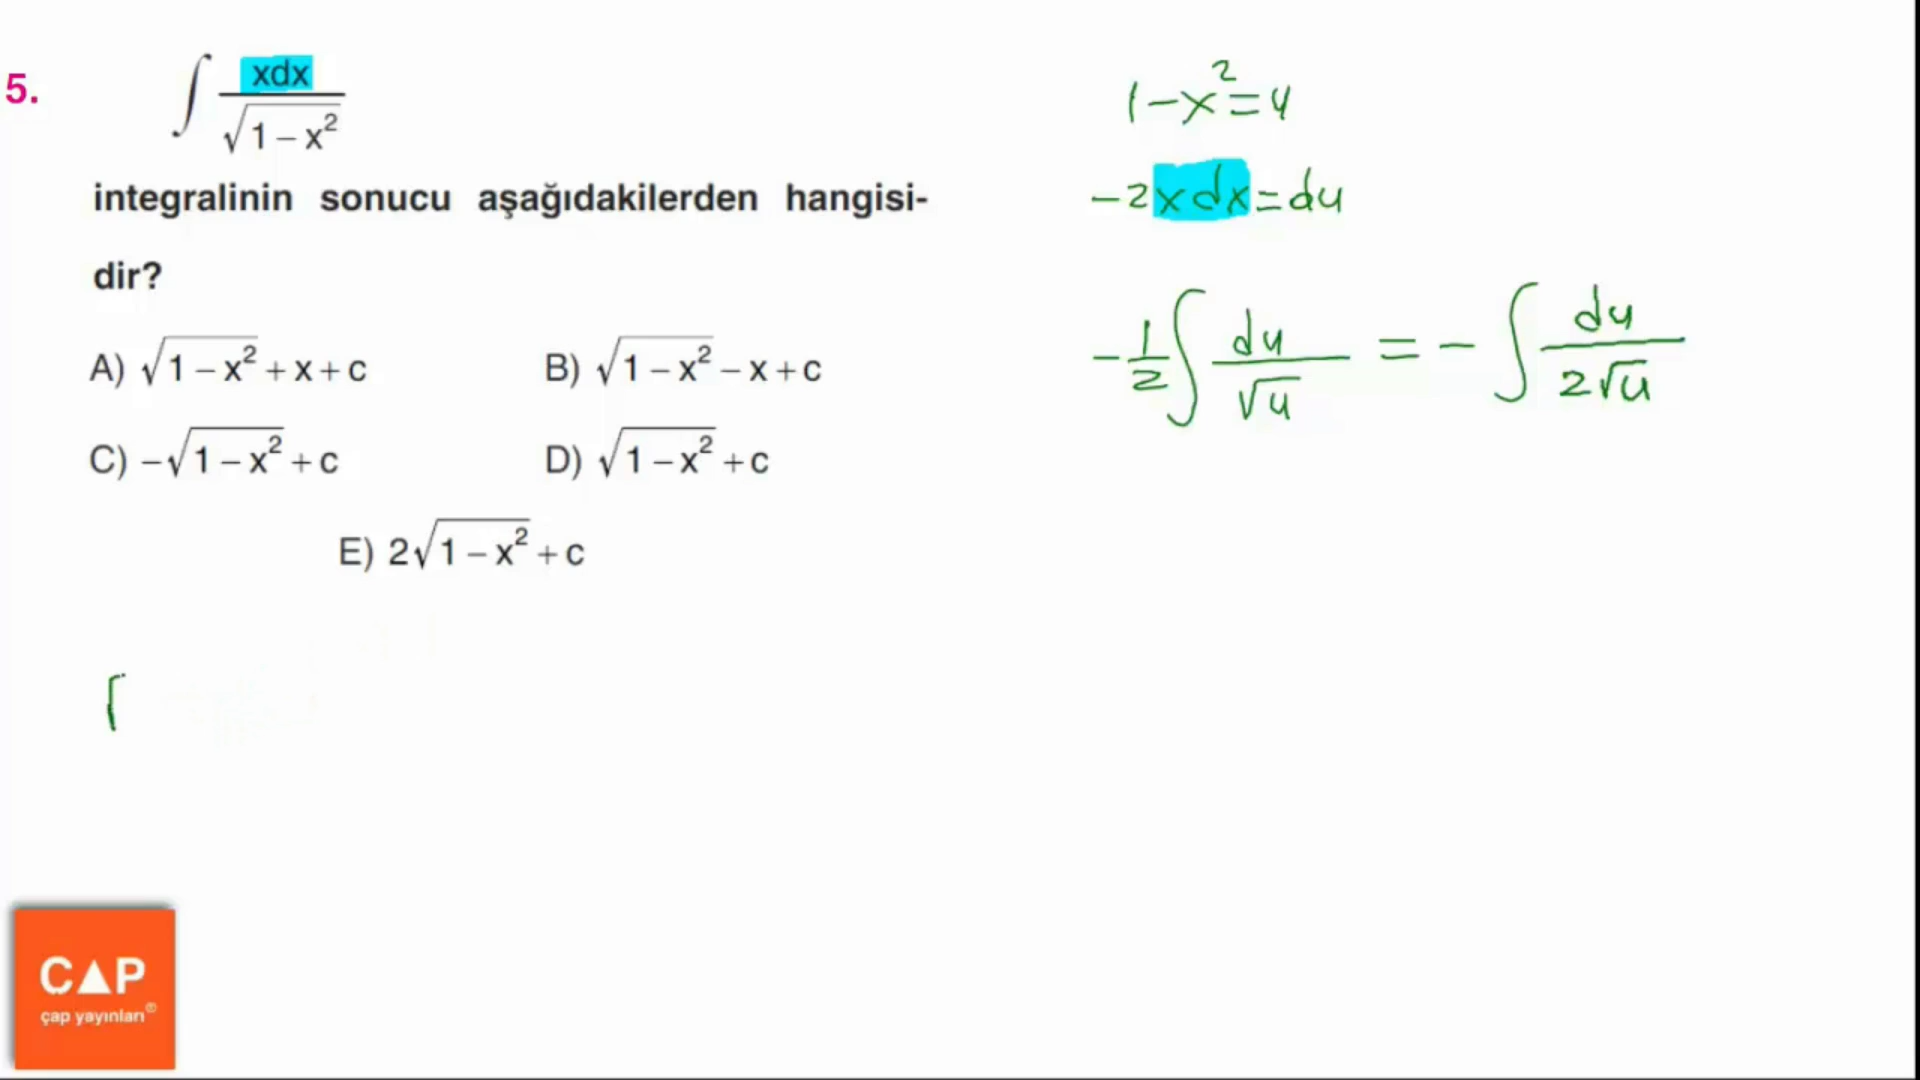 5.
∫ xdx / √(1 – x²)
integralinin sonucu aşağıdakilerden hangisi-
dir?
A) √(1 – x²) + x + c
B) √(1 – x²) – x + c
C) –√(1 – x²) + c
D) √(1 – x²) + c
E) 2√(1 – x²) + c
1 – x² = u
–2xdx = du
–1/2 ∫ du/√u = – ∫ du/2√u
ÇAP
çap yayınları®